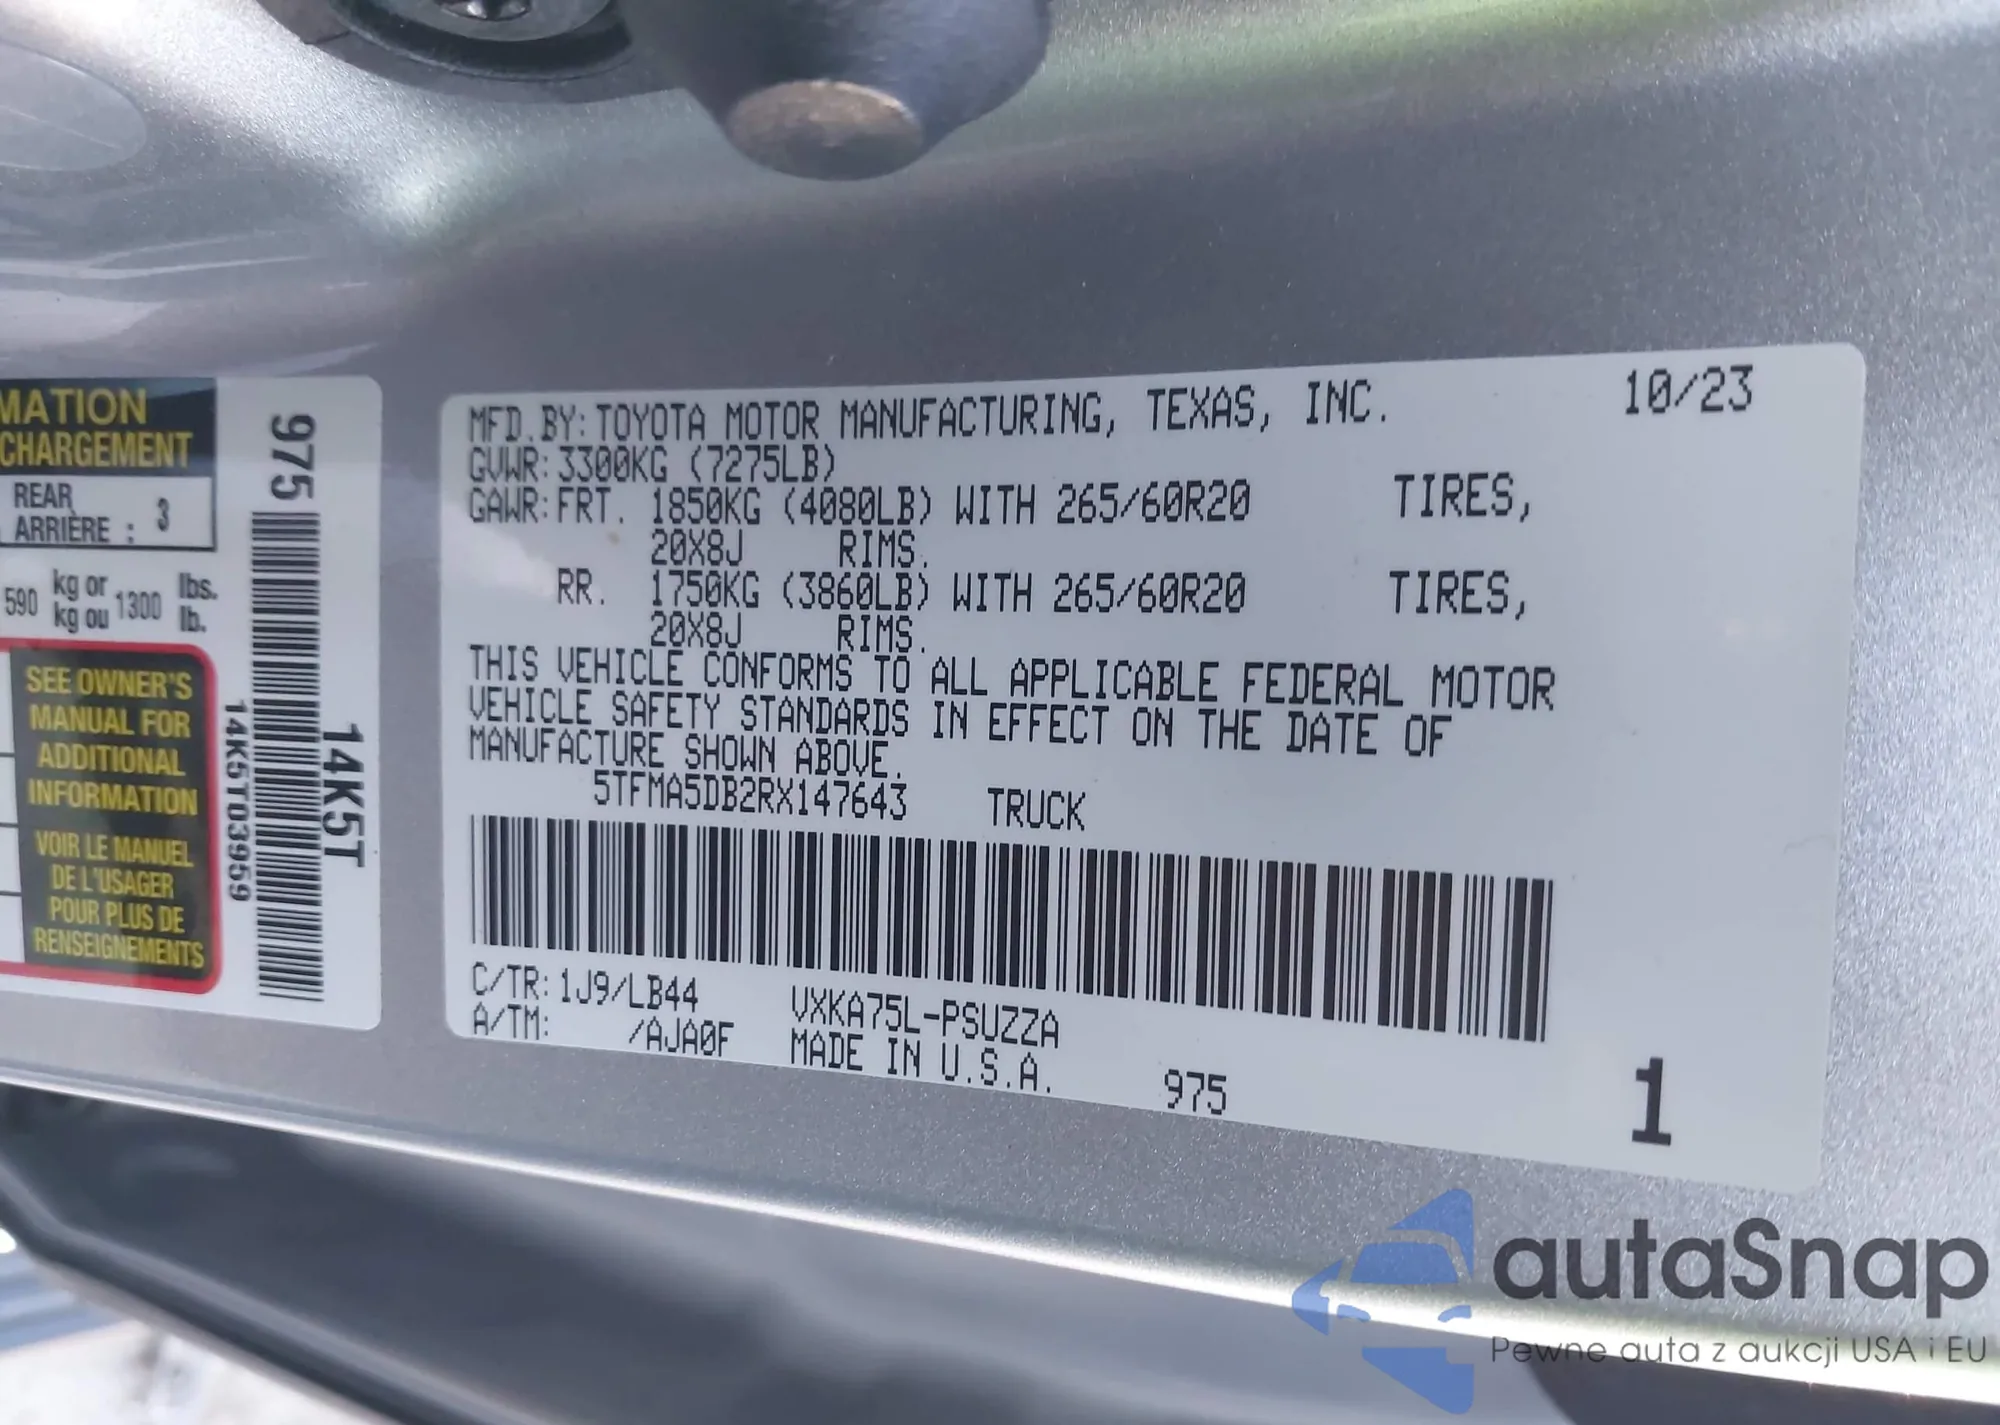 MATION
CHARGEMENT
REAR
ARRIÈRE : 3
590 kg or 1300 lbs.
kg ou lb.
SEE OWNER'S
MANUAL FOR
ADDITIONAL
INFORMATION
VOIR LE MANUEL
DE L'USAGER
POUR PLUS DE
RENSEIGNEMENTS
975
14K5T
14K5T03959
MFD.BY: TOYOTA MOTOR MANUFACTURING, TEXAS, INC. 10/23
GVWR: 3300KG (7275LB)
GAWR: FRT. 1850KG (4080LB) WITH 265/60R20 TIRES,
20X8J RIMS.
RR. 1750KG (3860LB) WITH 265/60R20 TIRES,
20X8J RIMS.
THIS VEHICLE CONFORMS TO ALL APPLICABLE FEDERAL MOTOR
VEHICLE SAFETY STANDARDS IN EFFECT ON THE DATE OF
MANUFACTURE SHOWN ABOVE.
5TFMA5DB2RX147643 TRUCK
C/TR: 1J9/LB44 VXKA75L-PSUZZA
A/TM: /AJA0F MADE IN U.S.A. 975
1
autaSnap
Pewne auta z aukcji USA i EU